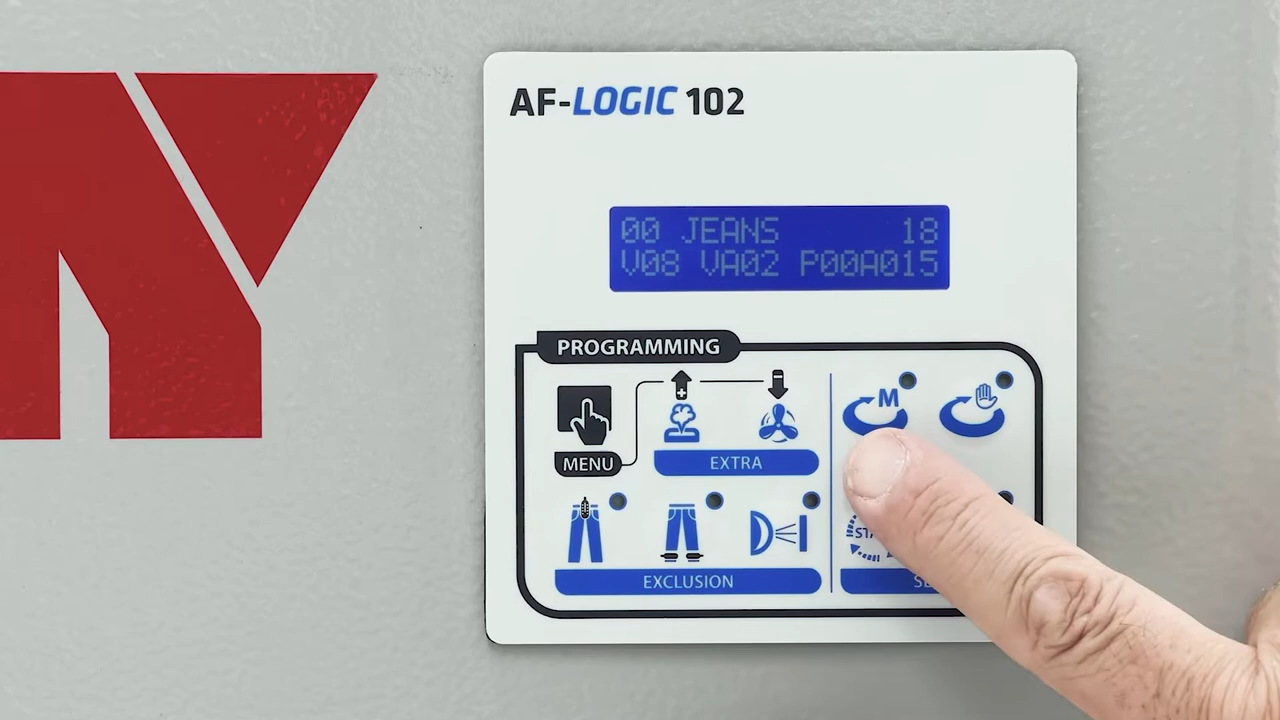 AF-LOGIC 102
00 JEANS 18
V08 VA02 P00A015
PROGRAMMING
M
MENU
EXTRA
EXCLUSION